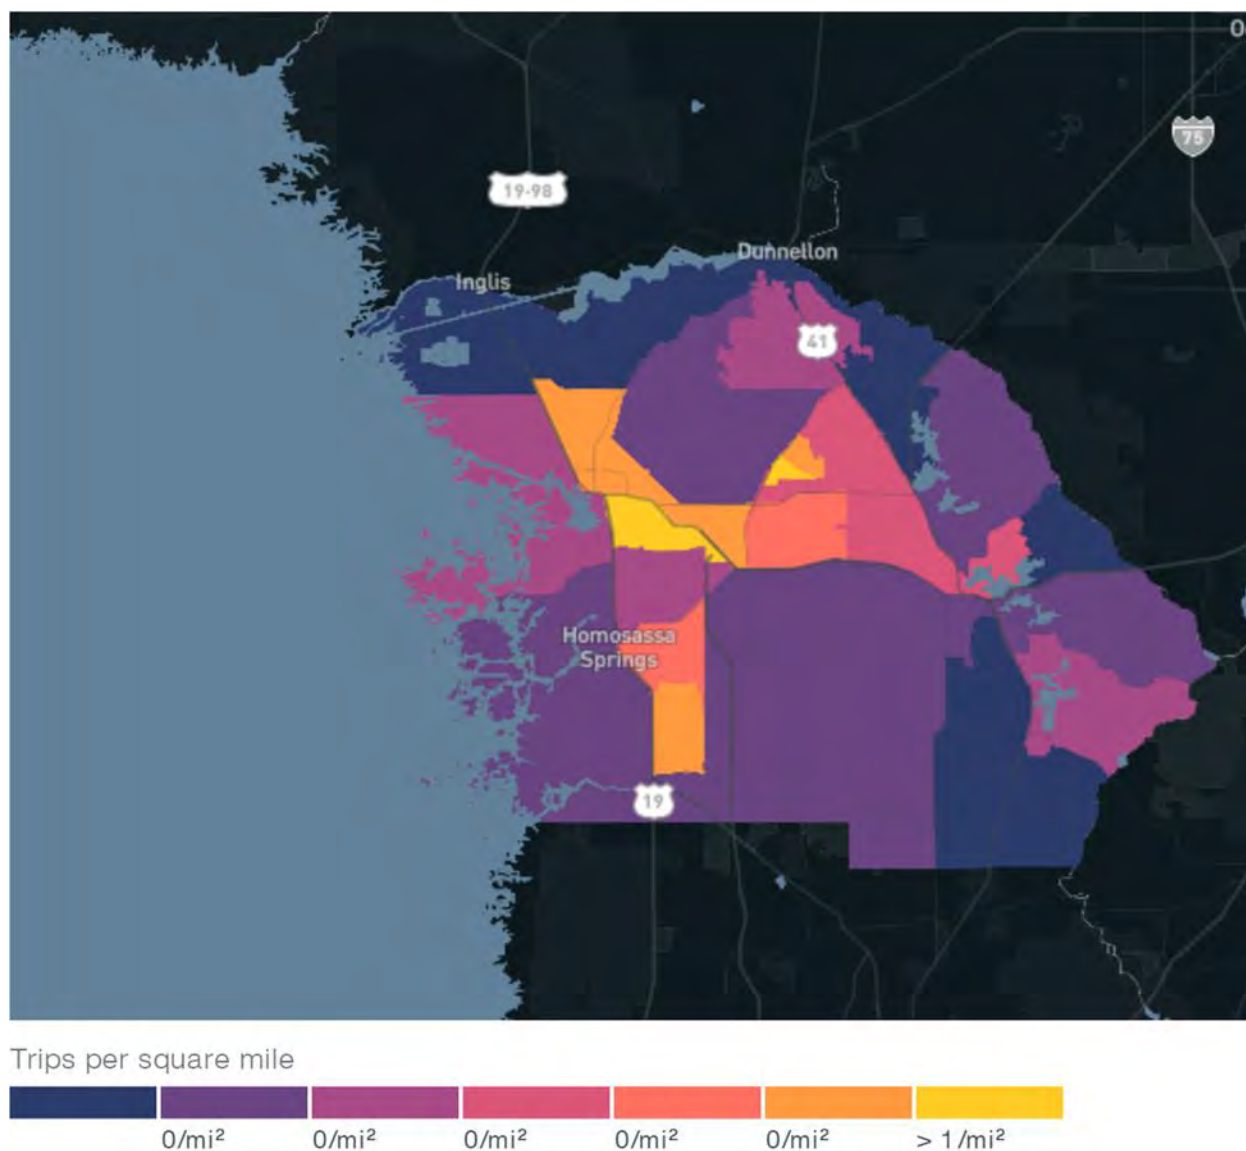 O
75
19-98
Dunnellon
Inglis
41
Homosassa
Springs
19
Trips per square mile
0/mi² 0/mi² 0/mi² 0/mi² 0/mi² > 1/mi²